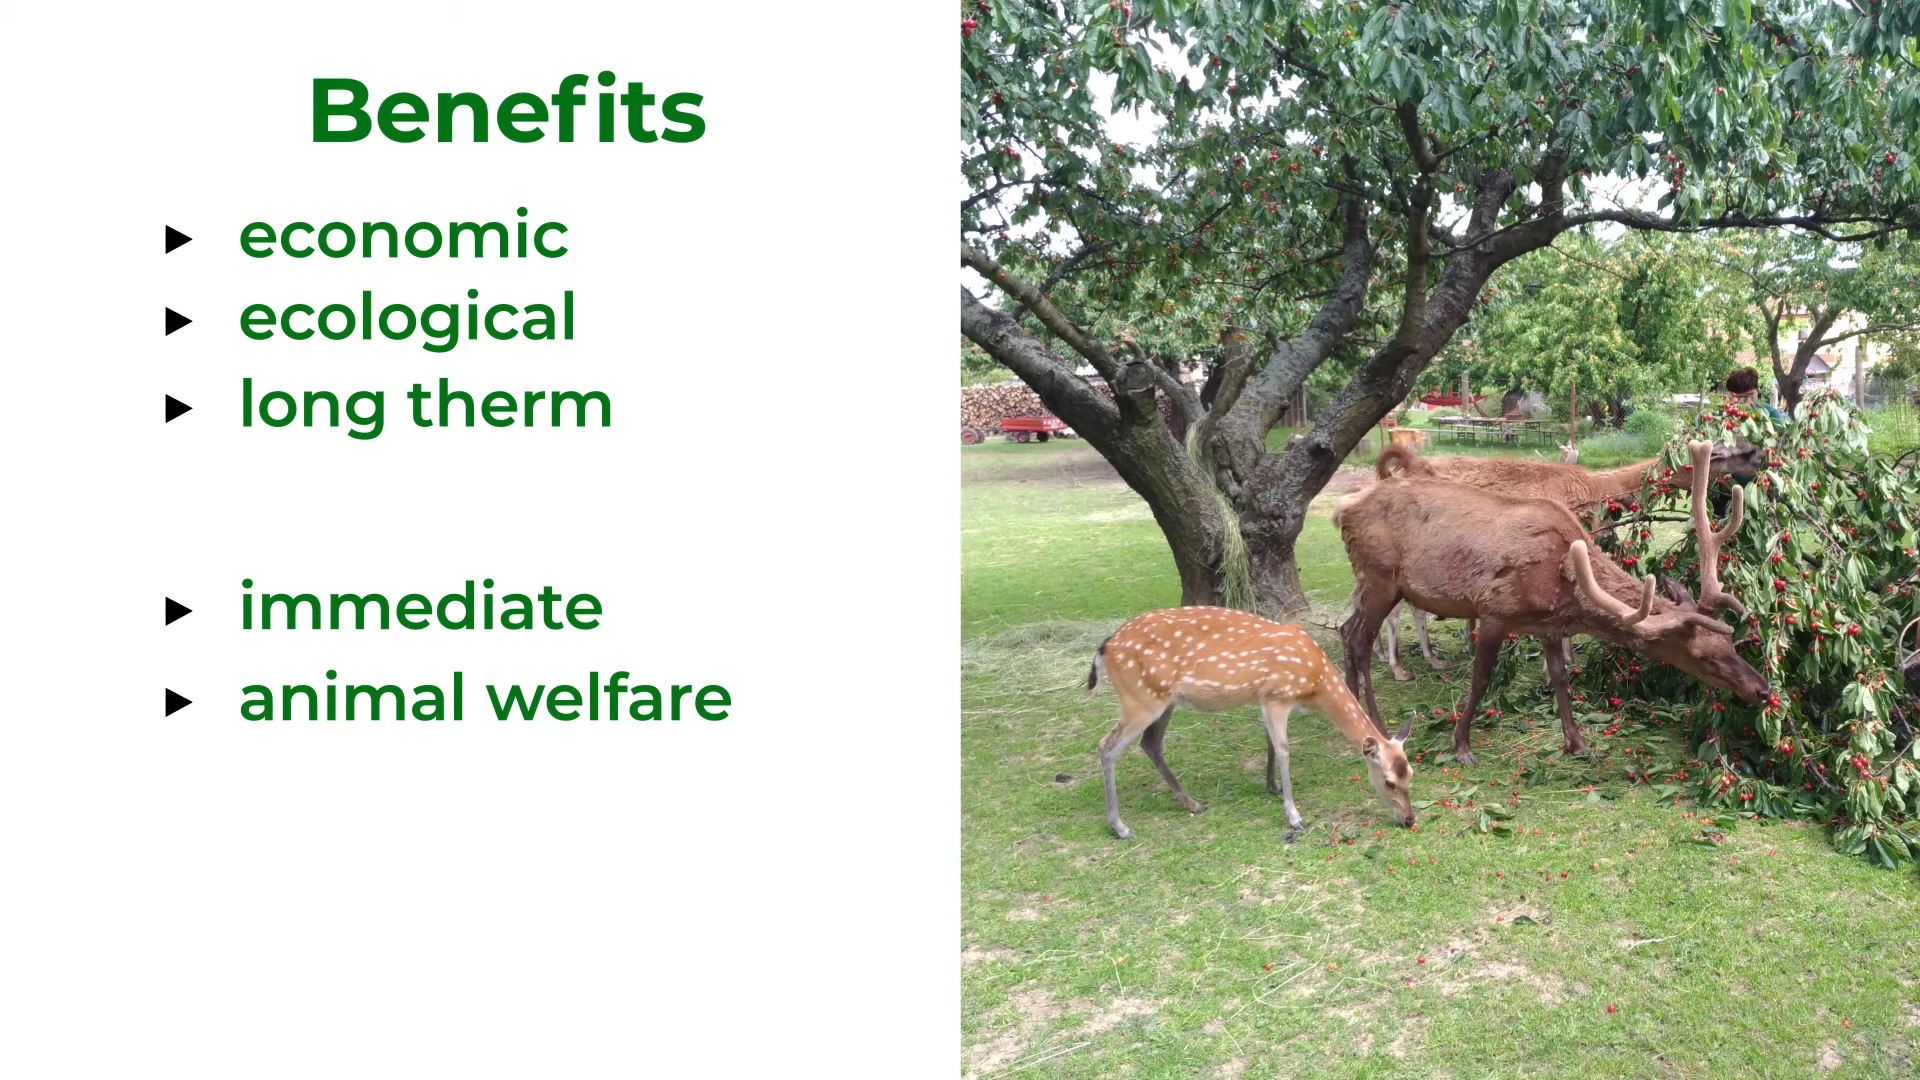 Benefits
► economic
► ecological
► long therm
► immediate
► animal welfare